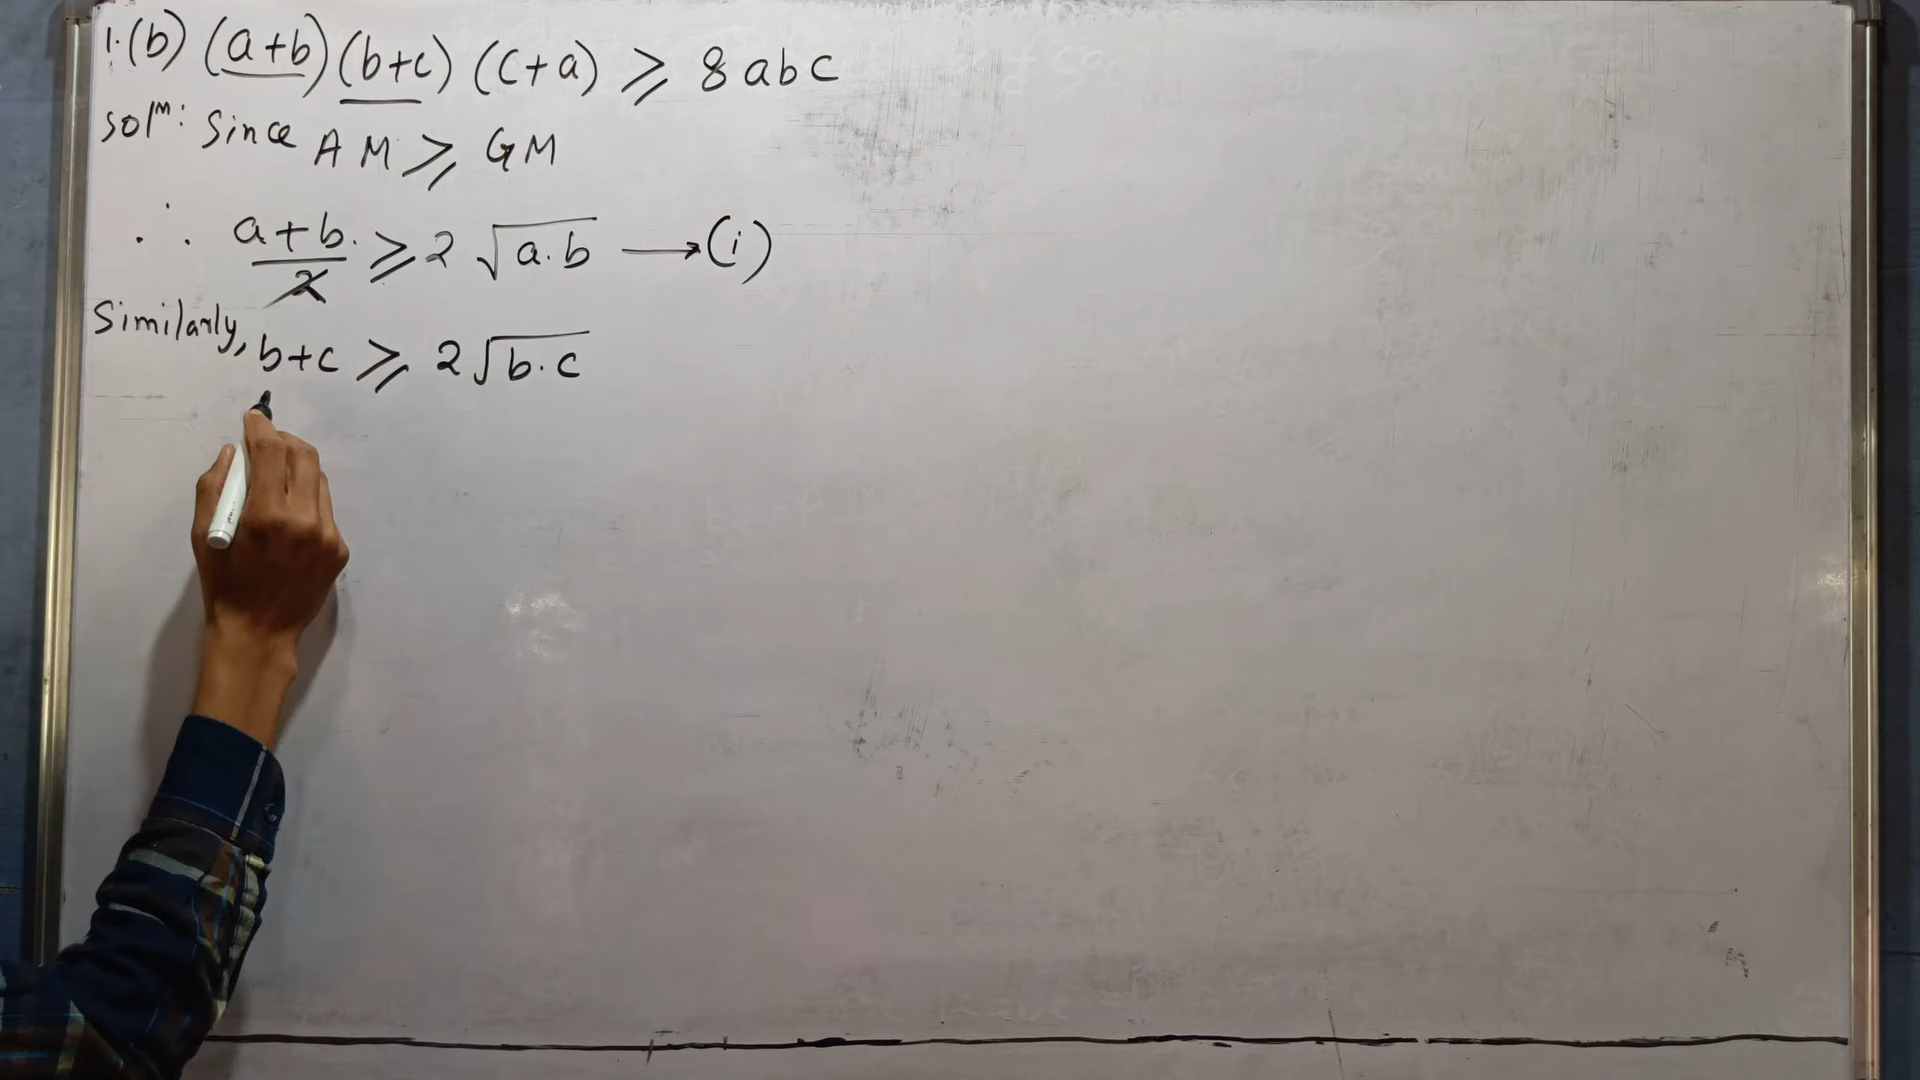 1.(b) (a+b)(b+c)(c+a) ⩾ 8abc
solⁿ: Since AM ⩾ GM
∴ a+b/2 ⩾ 2√a.b → (i)
Similarly, b+c ⩾ 2√b.c